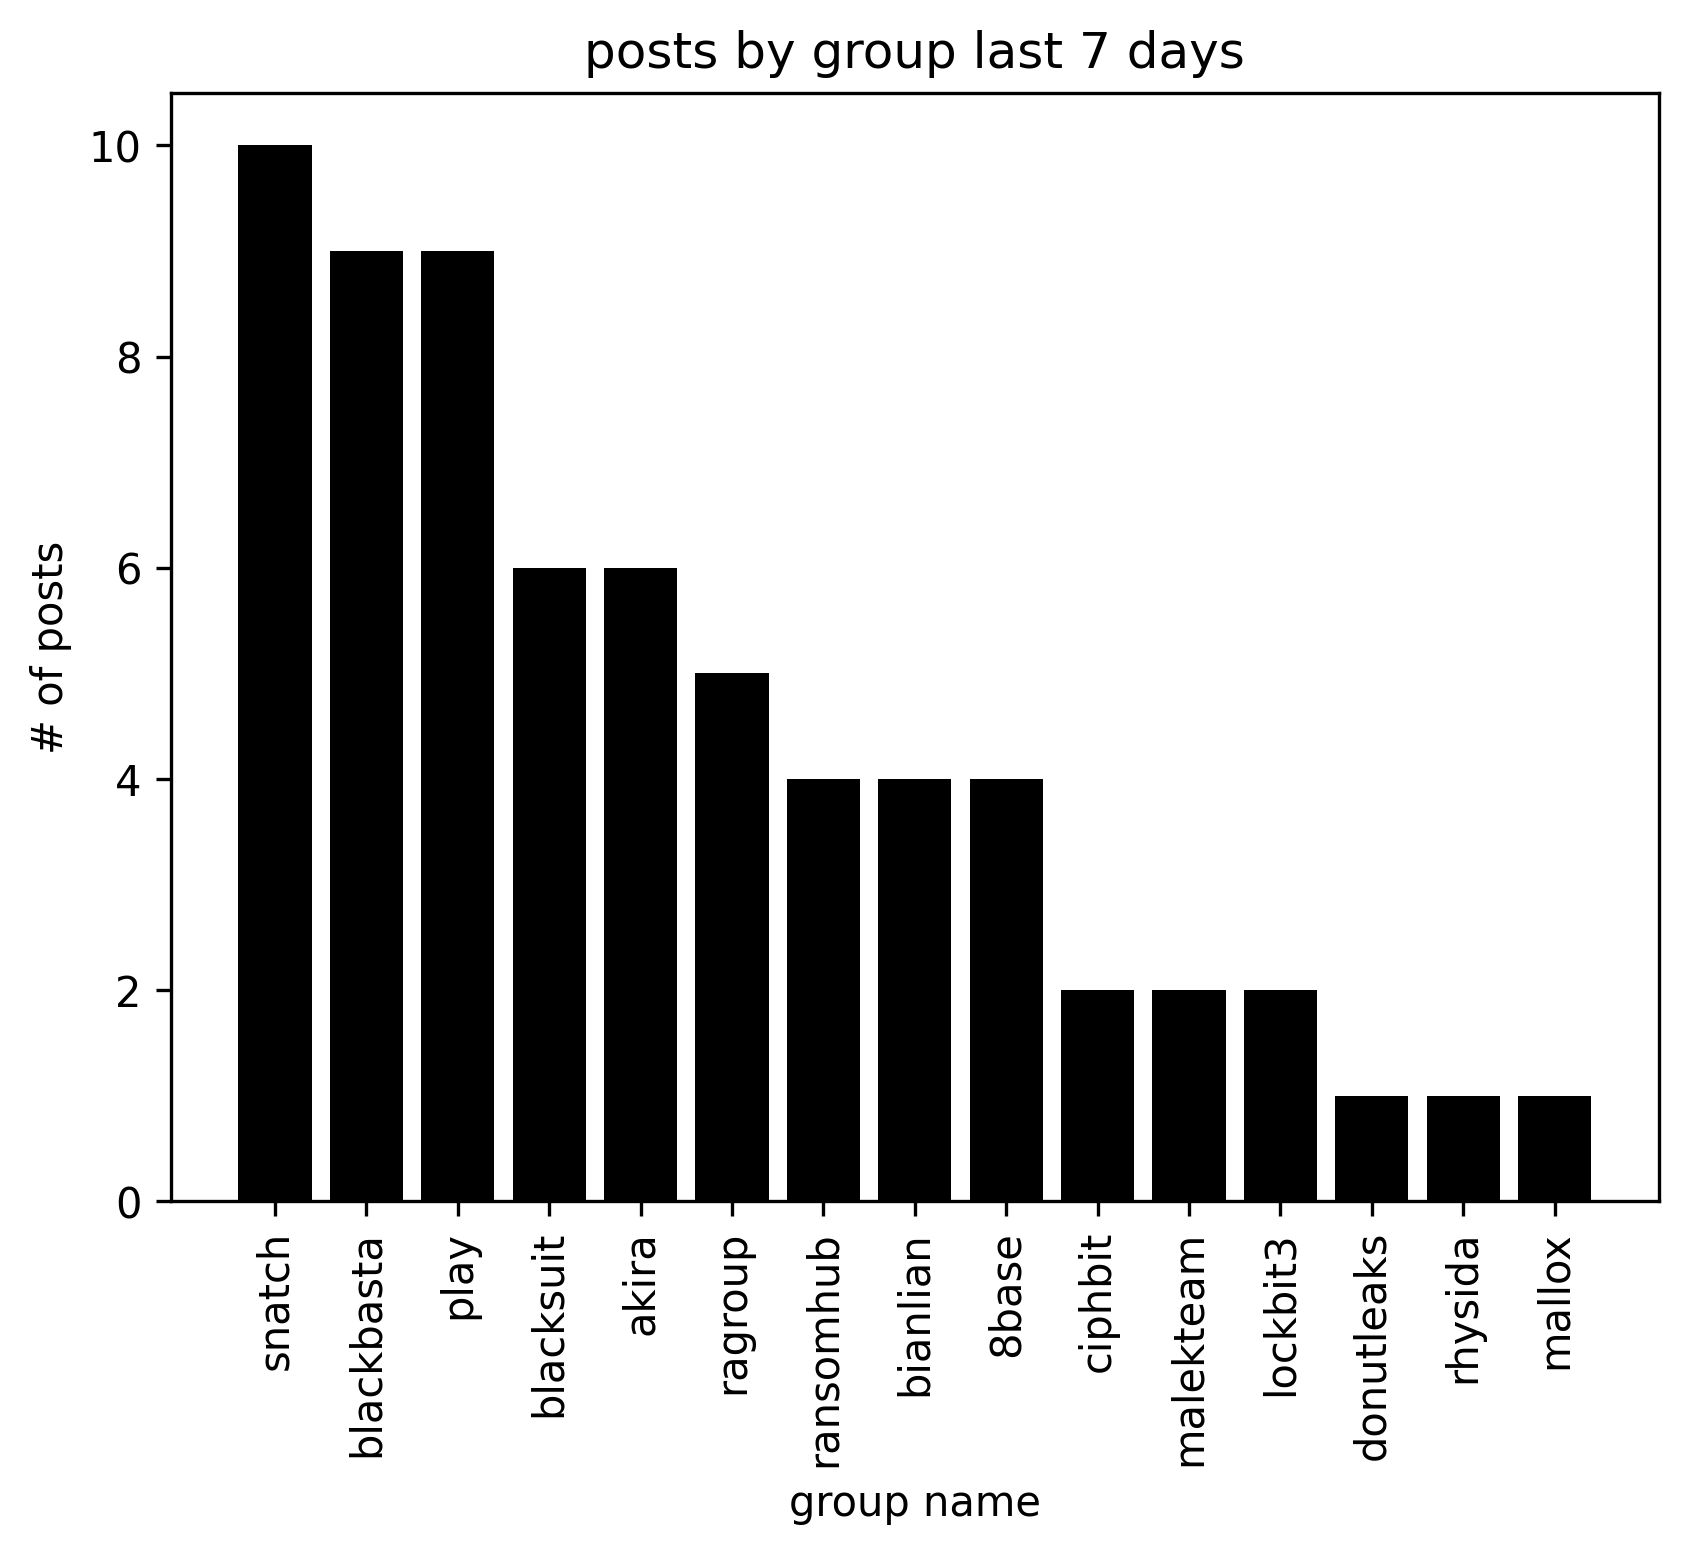 posts by group last 7 days
10
8
6
4
2
0
# of posts
snatch
blackbasta
play
blacksuit
akira
ragroup
ransomhub
bianlian
8base
ciphbit
malekteam
lockbit3
donutleaks
rhysida
mallox
group name